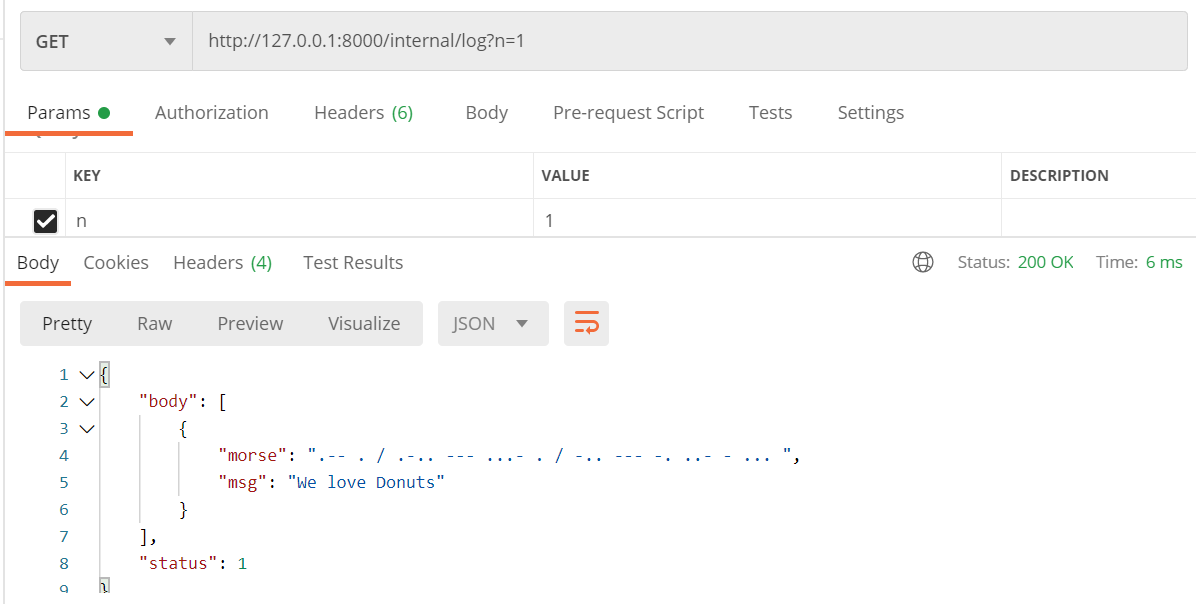 GET http://127.0.0.1:8000/internal/log?n=1
Params Authorization Headers (6) Body Pre-request Script Tests Settings
KEY VALUE DESCRIPTION
n 1
Body Cookies Headers (4) Test Results Status: 200 OK Time: 6 ms
Pretty Raw Preview Visualize JSON
1 {
2 "body": [
3 {
4 "morse": ".-- . / .-.. --- ...- . / -.. --- -. ..- - ... ",
5 "msg": "We love Donuts"
6 }
7 ],
8 "status": 1
9 }